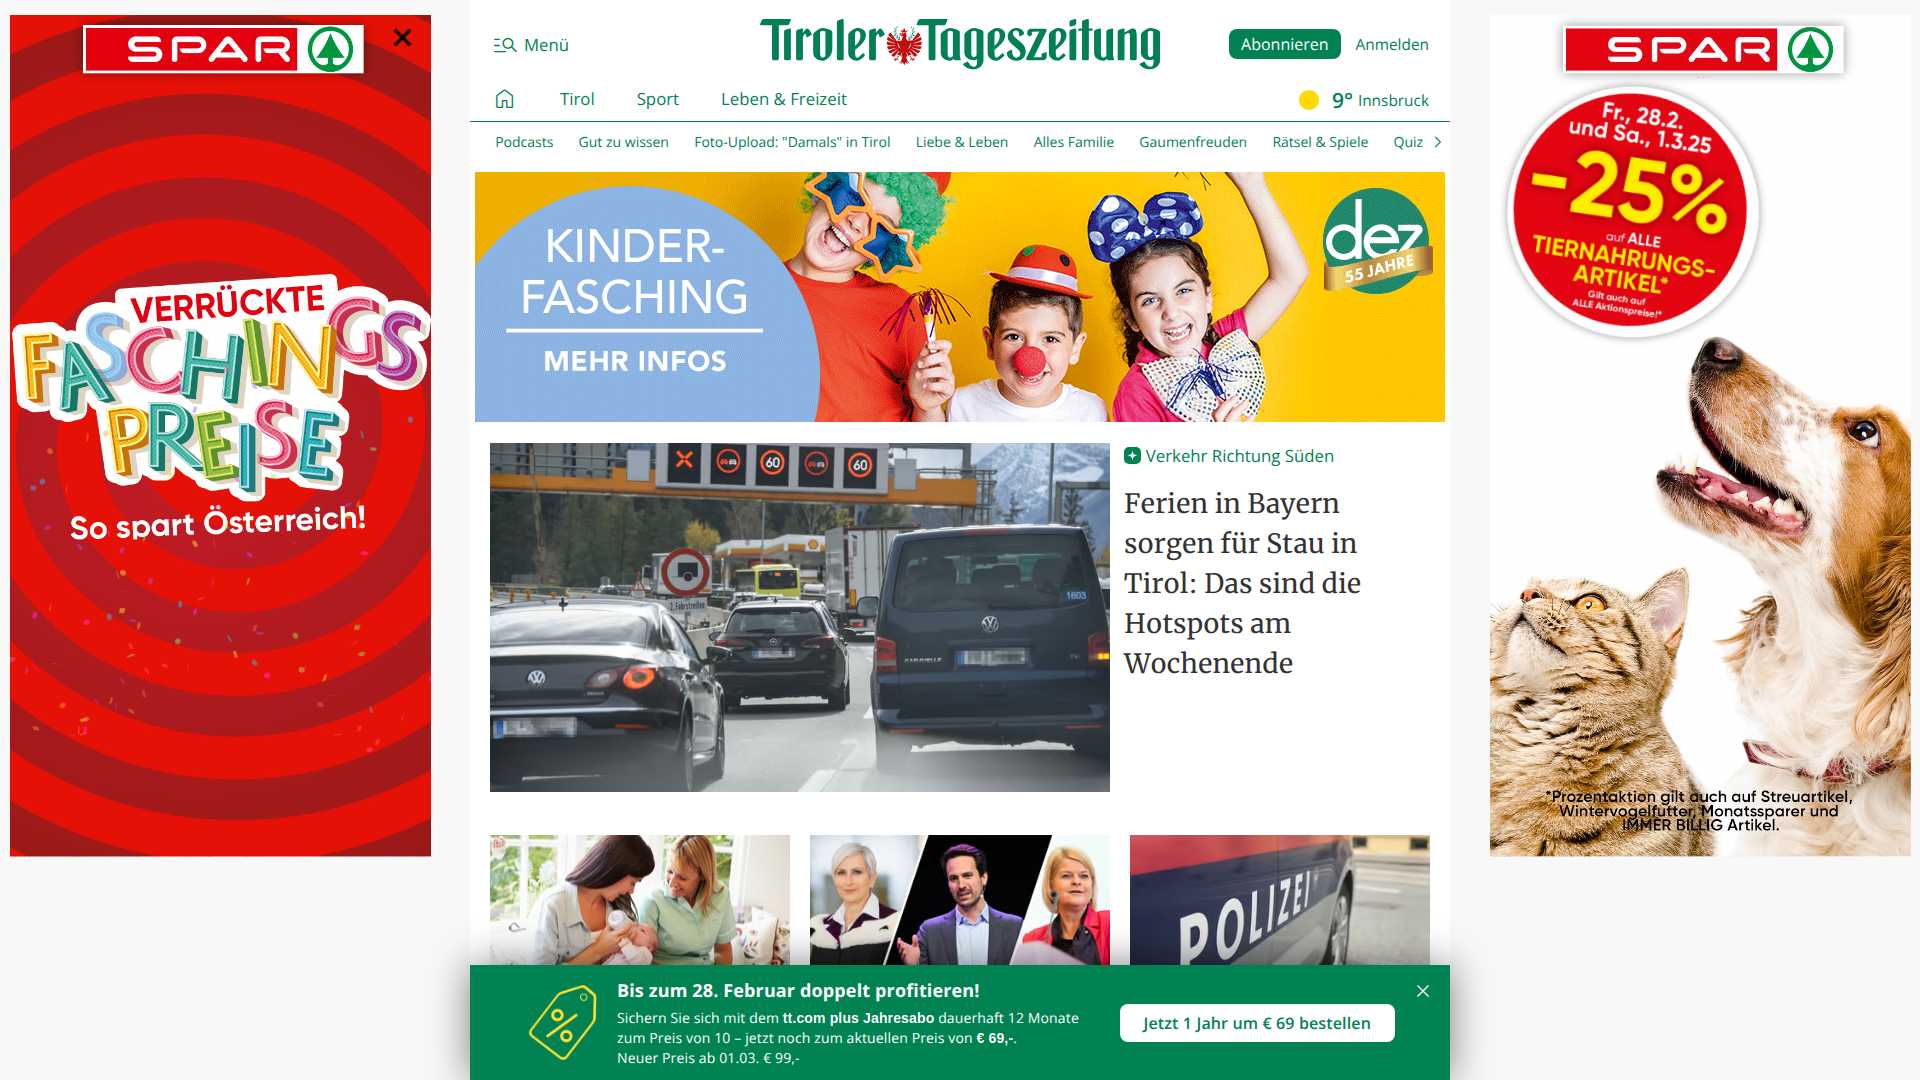 SPAR
VERRÜCKTE
FASCHINGS
PREISE
So spart Österreich!
Menü
Tiroler Tageszeitung
Abonnieren
Anmelden
Tirol
Sport
Leben & Freizeit
9° Innsbruck
Podcasts
Gut zu wissen
Foto-Upload: "Damals" in Tirol
Liebe & Leben
Alles Familie
Gaumenfreuden
Rätsel & Spiele
Quiz
KINDER-
FASCHING
MEHR INFOS
dez
55 JAHRE
60
60
2. Fahrstreifen
1603
CARAVELLE
Verkehr Richtung Süden
Ferien in Bayern
sorgen für Stau in
Tirol: Das sind die
Hotspots am
Wochenende
POLIZEI
Bis zum 28. Februar doppelt profitieren!
Sichern Sie sich mit dem tt.com plus Jahresabo dauerhaft 12 Monate
zum Preis von 10 – jetzt noch zum aktuellen Preis von € 69,-.
Neuer Preis ab 01.03. € 99,-
Jetzt 1 Jahr um € 69 bestellen
SPAR
Fr., 28.2.
und Sa., 1.3.25
-25%
auf ALLE
TIERNAHRUNGS-
ARTIKEL*
Gilt auch auf
ALLE Aktionspreise!*
*Prozentaktion gilt auch auf Streuartikel,
Wintervogelfutter, Monatssparer und
IMMER BILLIG Artikel.